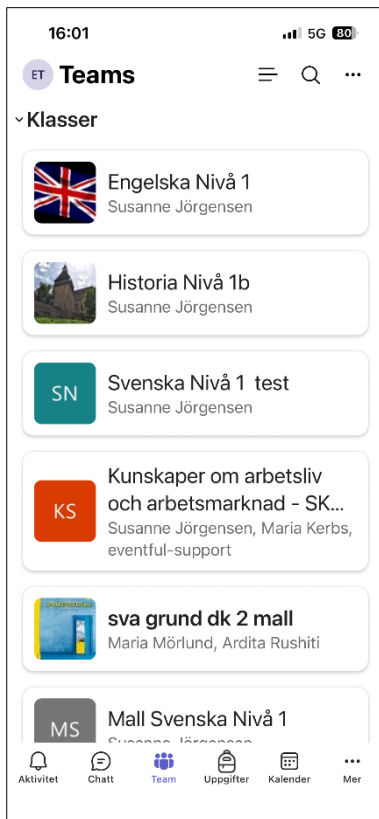 16:01 5G 80
ET Teams
Klasser
Engelska Nivå 1
Susanne Jörgensen
Historia Nivå 1b
Susanne Jörgensen
SN
Svenska Nivå 1 test
Susanne Jörgensen
KS
Kunskaper om arbetsliv
och arbetsmarknad - SK...
Susanne Jörgensen, Maria Kerbs,
eventful-support
sva grund dk 2 mall
Maria Mörlund, Ardita Rushiti
MS
Mall Svenska Nivå 1
Susanne Jörgensen
Aktivitet Chatt Team Uppgifter Kalender Mer